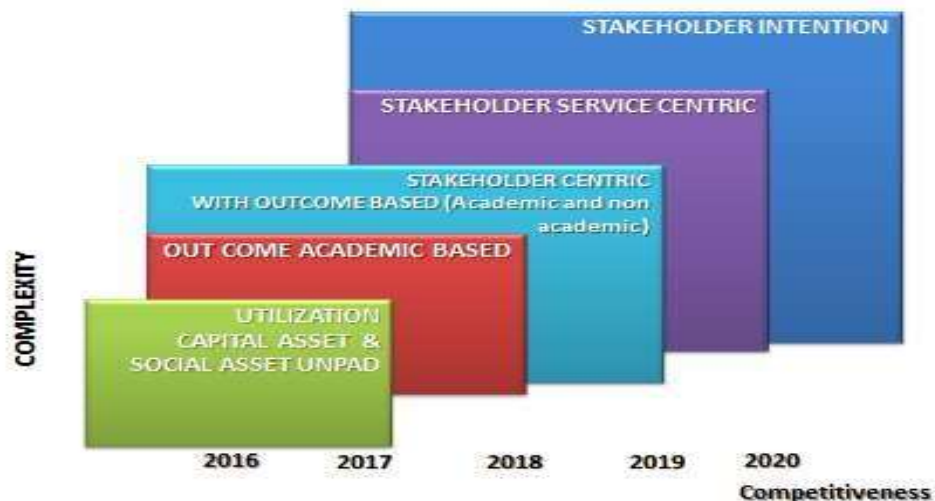 STAKEHOLDER INTENTION
STAKEHOLDER SERVICE CENTRIC
STAKEHOLDER CENTRIC
WITH OUTCOME BASED (Academic and non
academic)
OUT COME ACADEMIC BASED
UTILIZATION
CAPITAL ASSET &
SOCIAL ASSET UNPAD
COMPLEXITY
2016 2017 2018 2019 2020
Competitiveness